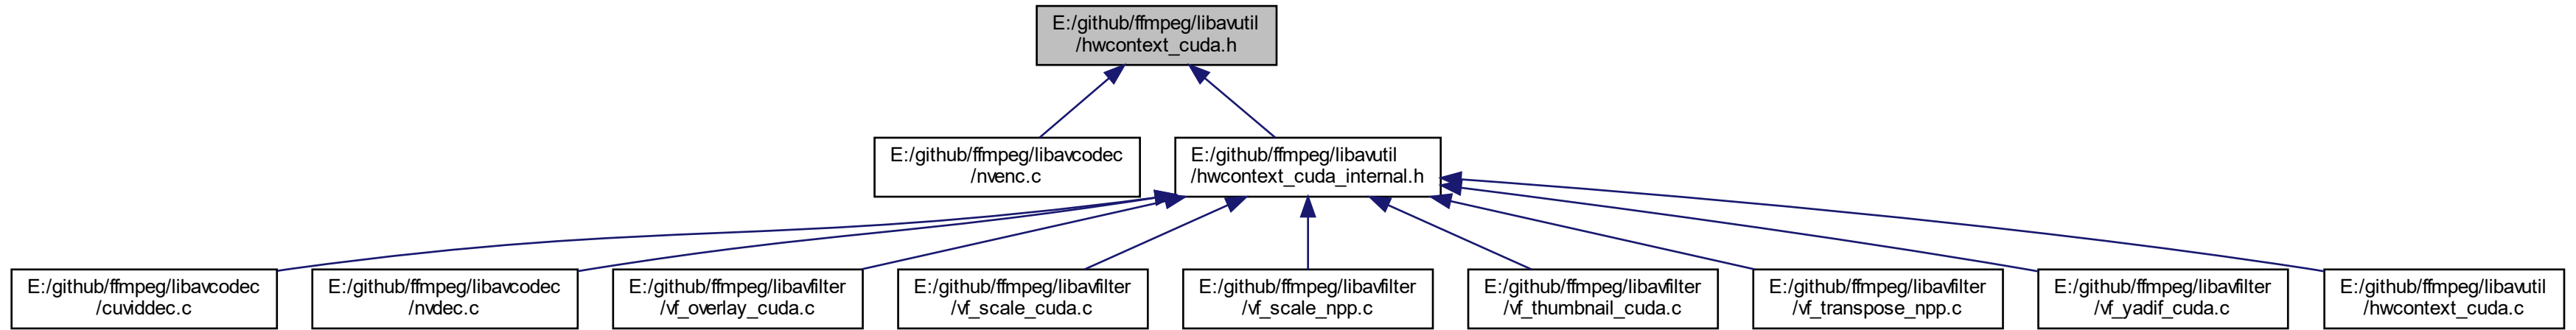 E:/github/ffmpeg/libavutil
/hwcontext_cuda.h
E:/github/ffmpeg/libavcodec
/nvenc.c
E:/github/ffmpeg/libavutil
/hwcontext_cuda_internal.h
E:/github/ffmpeg/libavcodec
/cuviddec.c
E:/github/ffmpeg/libavcodec
/nvdec.c
E:/github/ffmpeg/libavfilter
/vf_overlay_cuda.c
E:/github/ffmpeg/libavfilter
/vf_scale_cuda.c
E:/github/ffmpeg/libavfilter
/vf_scale_npp.c
E:/github/ffmpeg/libavfilter
/vf_thumbnail_cuda.c
E:/github/ffmpeg/libavfilter
/vf_transpose_npp.c
E:/github/ffmpeg/libavfilter
/vf_yadif_cuda.c
E:/github/ffmpeg/libavutil
/hwcontext_cuda.c